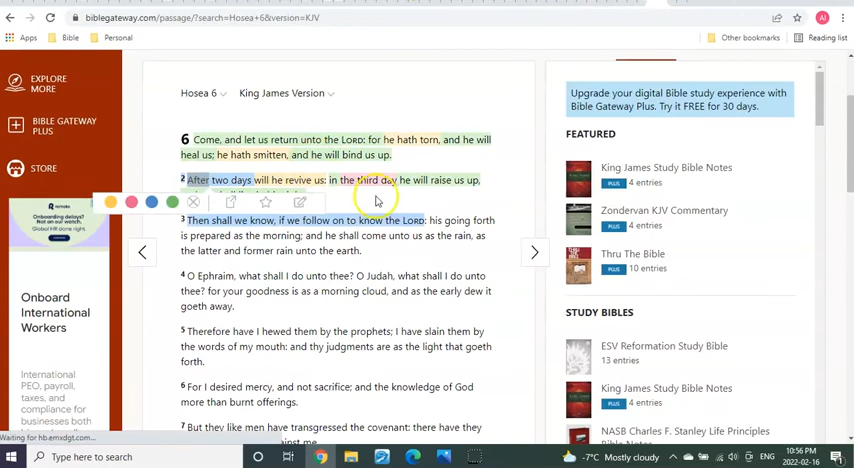 biblegateway.com/passage/?search=Hosea+6&version=KJV
Apps Bible Personal Other bookmarks Reading list
EXPLORE
MORE
BIBLE GATEWAY
PLUS
STORE
Hosea 6 King James Version
6 Come, and let us return unto the LORD: for he hath torn, and he will
heal us; he hath smitten, and he will bind us up.
2 After two days will he revive us: in the third day he will raise us up,
3 Then shall we know, if we follow on to know the LORD: his going forth
is prepared as the morning; and he shall come unto us as the rain, as
the latter and former rain unto the earth.
4 O Ephraim, what shall I do unto thee? O Judah, what shall I do unto
thee? for your goodness is as a morning cloud, and as the early dew it
goeth away.
5 Therefore have I hewed them by the prophets; I have slain them by
the words of my mouth: and thy judgments are as the light that goeth
forth.
6 For I desired mercy, and not sacrifice; and the knowledge of God
more than burnt offerings.
7 But they like men have transgressed the covenant: there have they
against me.
remote
Onboarding
delays?
Not with us.
Global HR
done right.
Onboard
International
Workers
International
PEO, payroll,
taxes, and
compliance for
businesses both
Upgrade your digital Bible study experience with
Bible Gateway Plus. Try it FREE for 30 days.
FEATURED
King James Study Bible Notes
PLUS 4 entries
Zondervan KJV Commentary
PLUS 4 entries
Thru The Bible
PLUS 10 entries
STUDY BIBLES
ESV Reformation Study Bible
13 entries
King James Study Bible Notes
PLUS 4 entries
NASB Charles F. Stanley Life Principles
Bible Notes
Waiting for hb.emxdgt.com...
Type here to search
-7°C Mostly cloudy
ENG
10:56 PM
2022-02-16